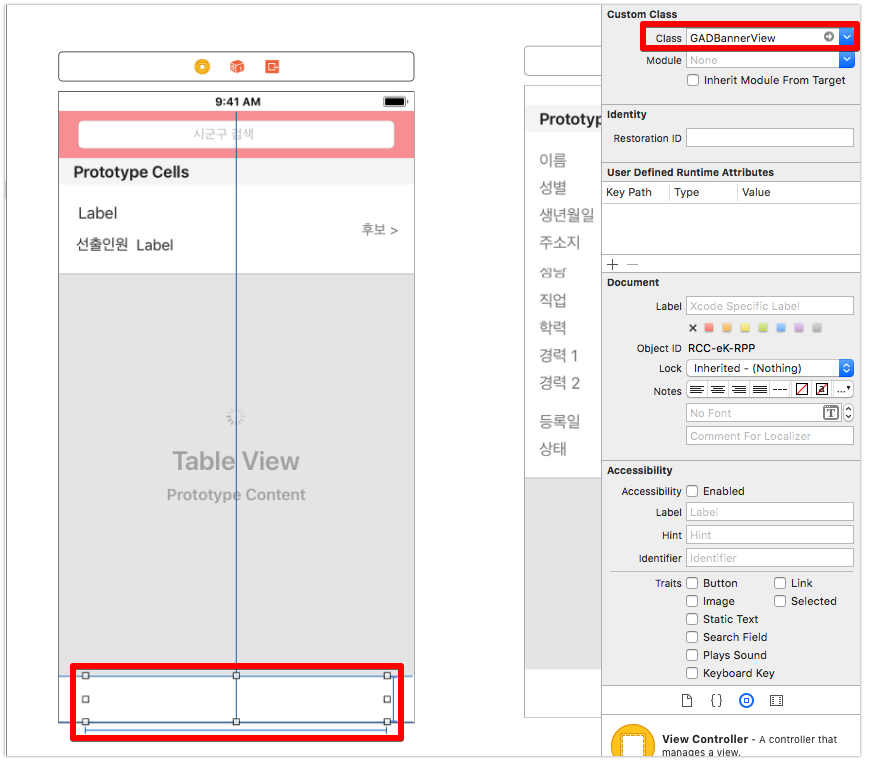 9:41 AM
시군구 검색
Prototype Cells
Label
후보 >
선출인원 Label
Table View
Prototype Content
Prototyp
이름
성별
생년월일
주소지
정당
직업
학력
경력 1
경력 2
등록일
상태
Custom Class
Class GADBannerView
Module None
Inherit Module From Target
Identity
Restoration ID
User Defined Runtime Attributes
Key Path Type Value
Document
Label Xcode Specific Label
Object ID RCC-eK-RPP
Lock Inherited - (Nothing)
Notes
No Font
Comment For Localizer
Accessibility
Accessibility Enabled
Label Label
Hint Hint
Identifier Identifier
Traits Button Link
Image Selected
Static Text
Search Field
Plays Sound
Keyboard Key
View Controller - A controller that
manages a view.